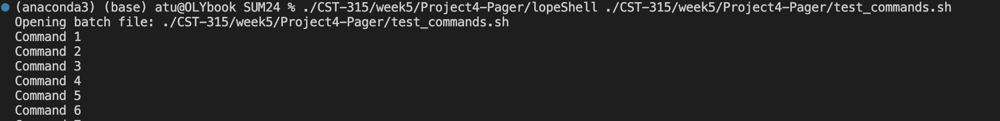 (anaconda3) (base) atu@OLYbook SUM24 % ./CST-315/week5/Project4-Pager/lopeShell ./CST-315/week5/Project4-Pager/test_commands.sh
Opening batch file: ./CST-315/week5/Project4-Pager/test_commands.sh
Command 1
Command 2
Command 3
Command 4
Command 5
Command 6